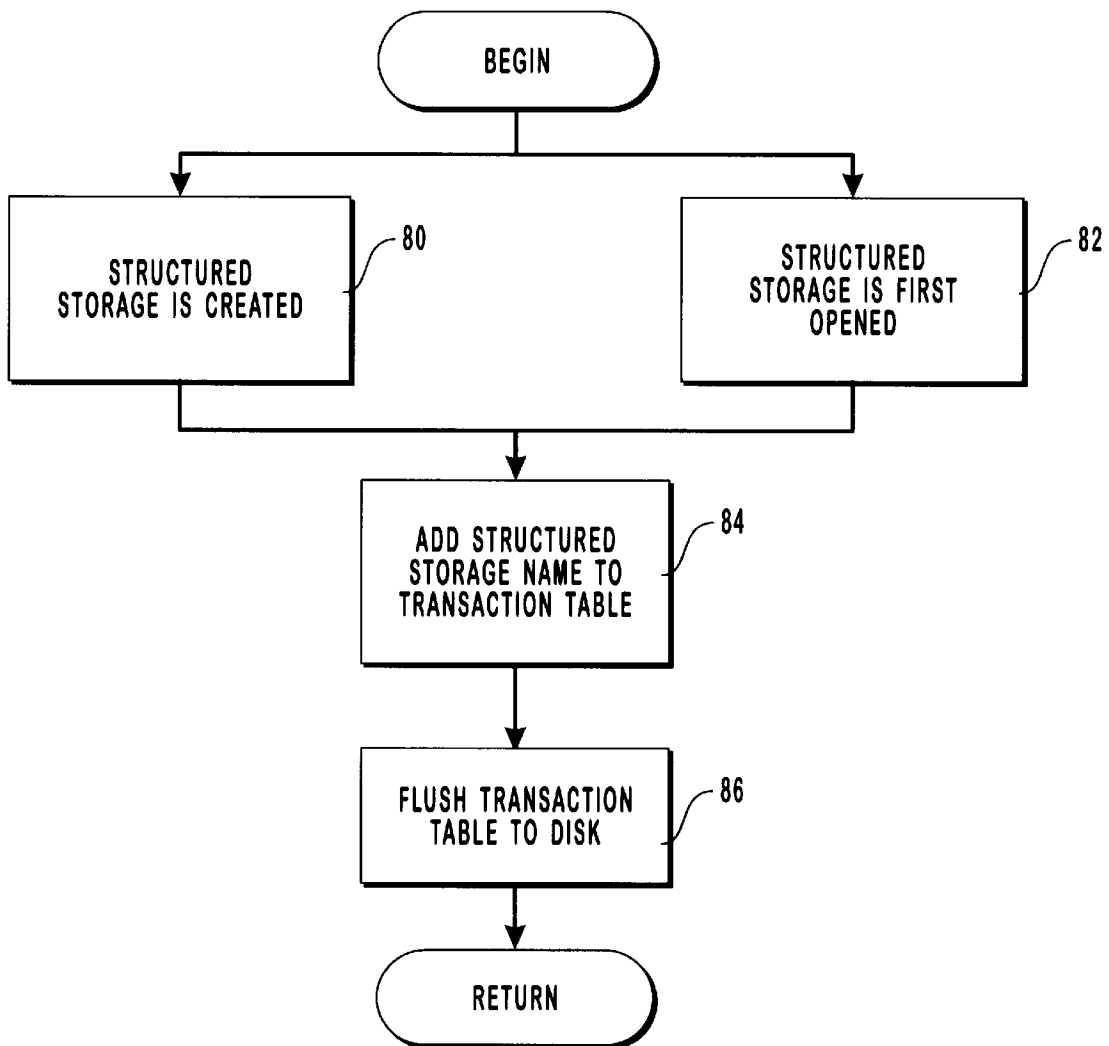 BEGIN
STRUCTURED
STORAGE IS CREATED
80
STRUCTURED
STORAGE IS FIRST
OPENED
82
ADD STRUCTURED
STORAGE NAME TO
TRANSACTION TABLE
84
FLUSH TRANSACTION
TABLE TO DISK
86
RETURN